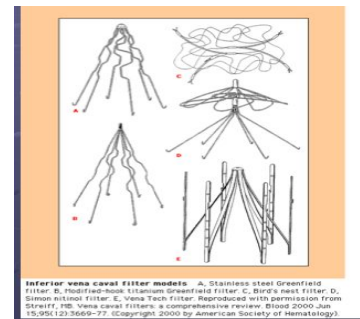 A
C
D
B
E
Inferior vena caval filter models A, Stainless steel Greenfield
filter. B, Modified-hook titanium Greenfield filter. C, Bird's nest filter. D,
Simon nitinol filter. E, Vena Tech filter. Reproduced with permission from
Streiff, MB. Vena caval filters: a comprehensive review. Blood 2000 Jun
15;95(12):3669-77. (Copyright 2000 by American Society of Hematology).